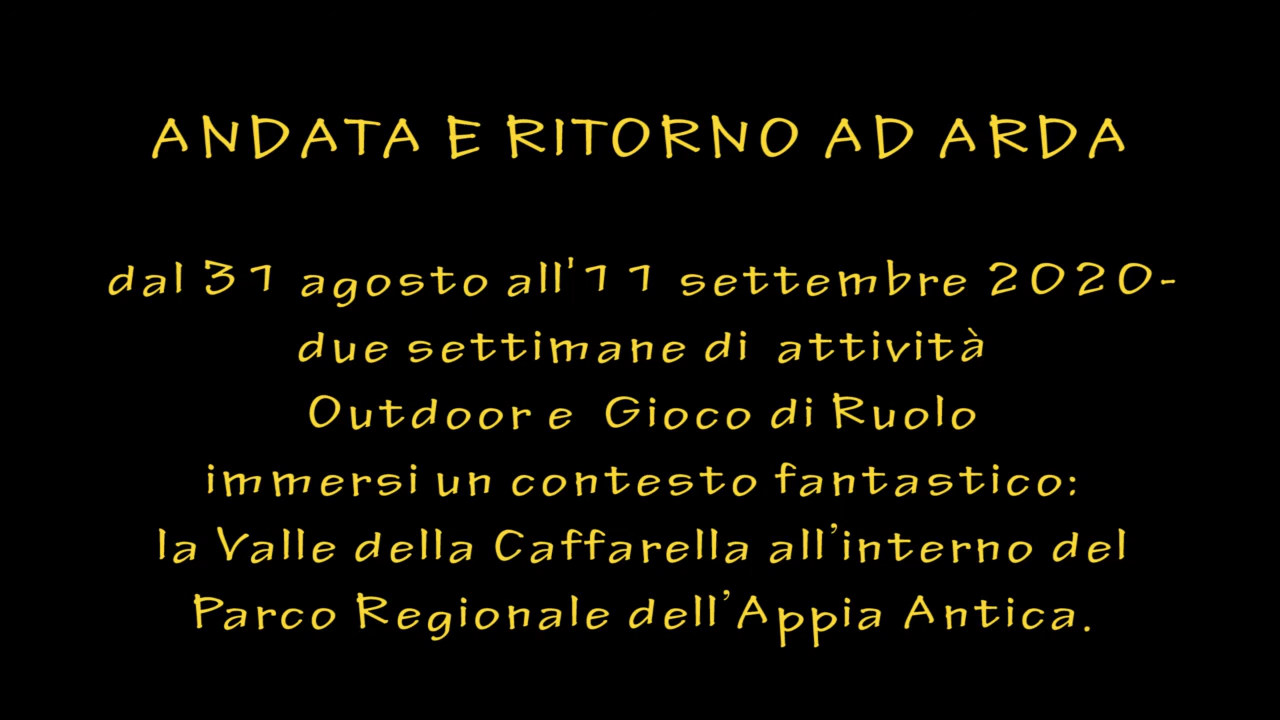 ANDATA E RITORNO AD ARDA
dal 31 agosto all'11 settembre 2020-
due settimane di attività
Outdoor e Gioco di Ruolo
immersi un contesto fantastico:
la Valle della Caffarella all’interno del
Parco Regionale dell’Appia Antica.